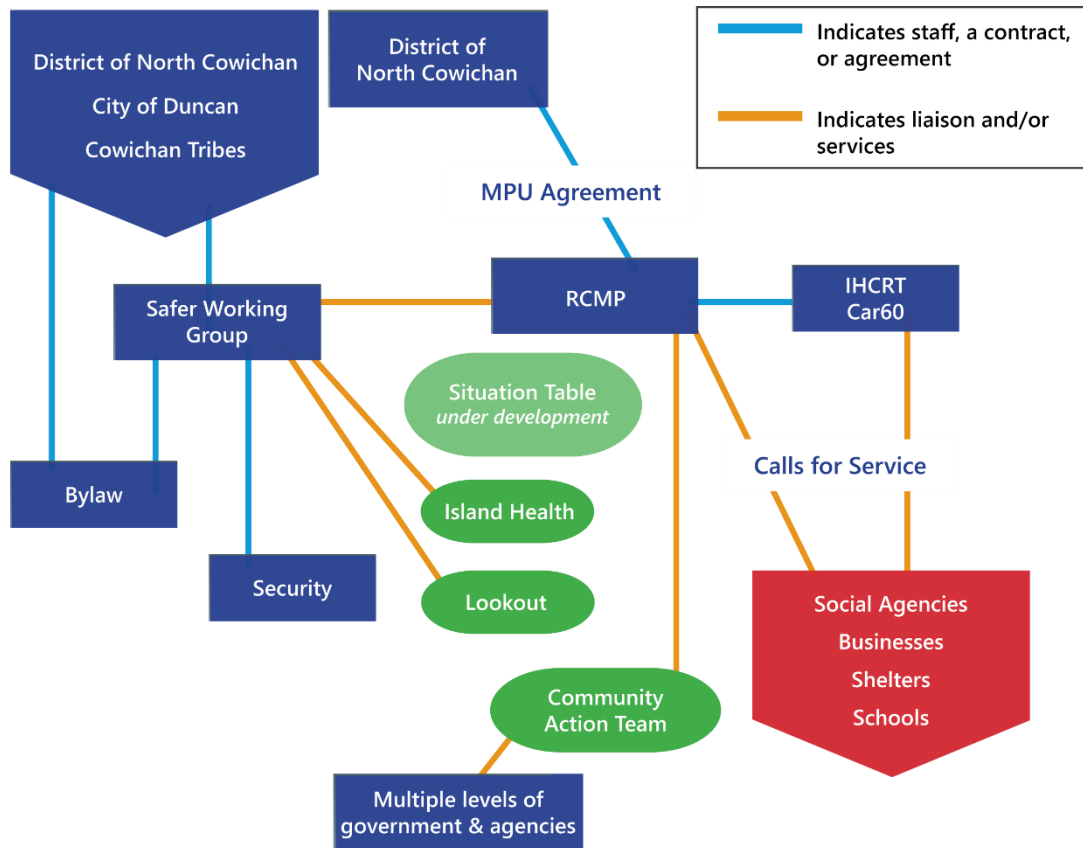 District of North Cowichan
City of Duncan
Cowichan Tribes
District of
North Cowichan
Indicates staff, a contract,
or agreement
Indicates liaison and/or
services
MPU Agreement
Safer Working
Group
RCMP
IHCRT
Car60
Situation Table
under development
Calls for Service
Bylaw
Island Health
Security
Lookout
Social Agencies
Businesses
Shelters
Schools
Community
Action Team
Multiple levels of
government & agencies